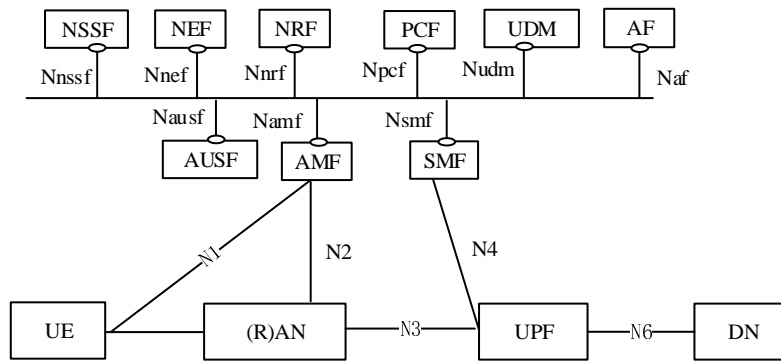 NSSF NEF NRF PCF UDM AF
Nnssf Nnef Nnrf Npcf Nudm Naf
Nausf Namf Nsmf
AUSF AMF SMF
N1 N2 N4
UE (R)AN N3 UPF N6 DN